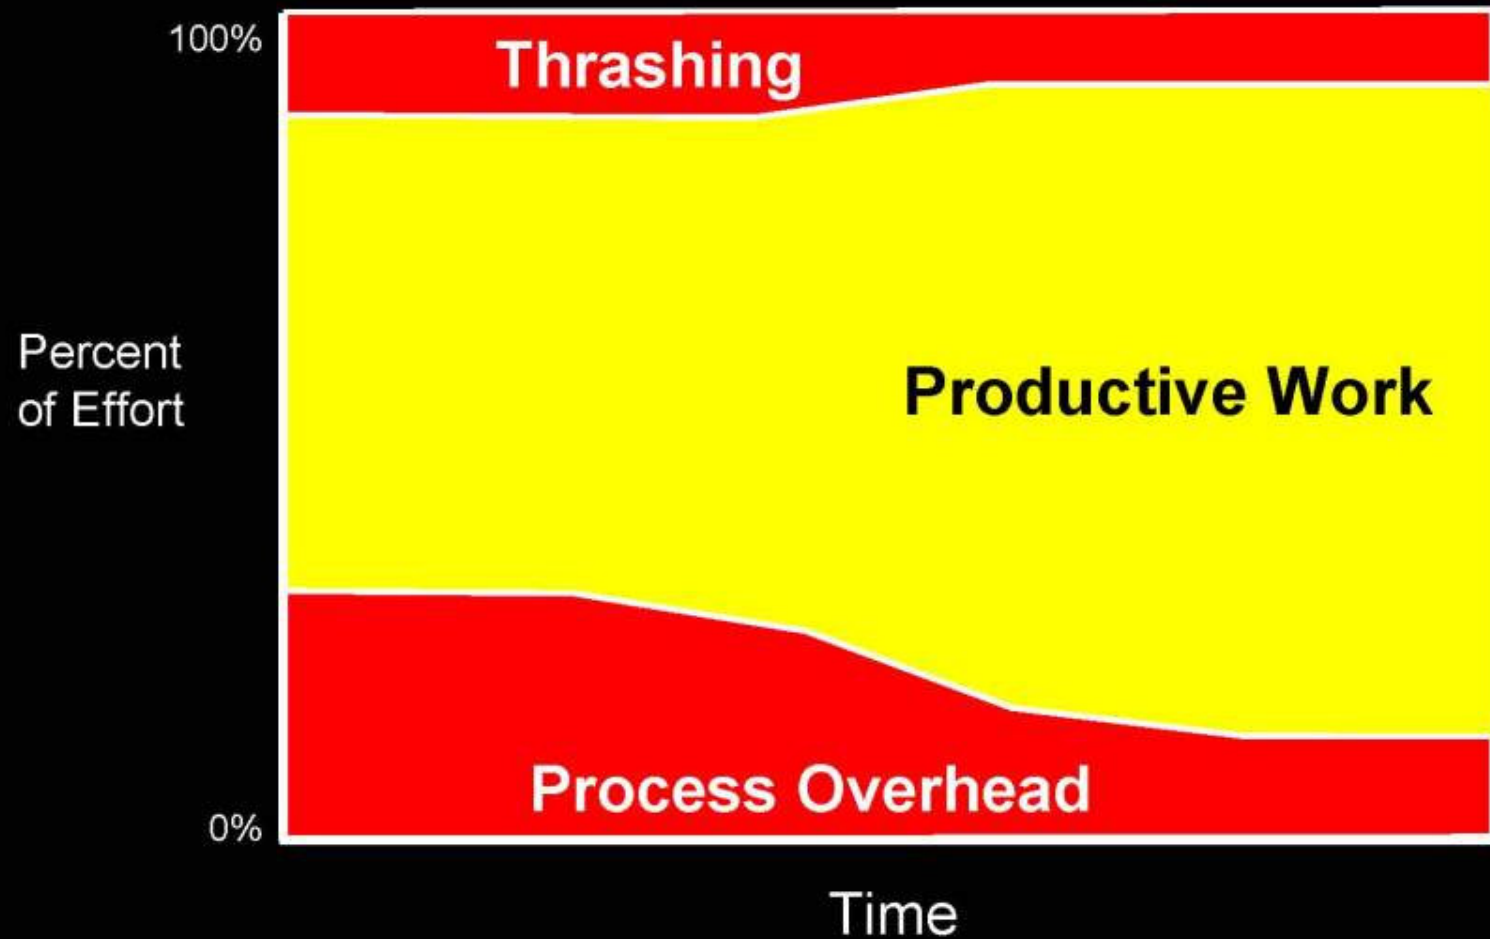 100%
Thrashing
Percent
of Effort
Productive Work
Process Overhead
0%
Time